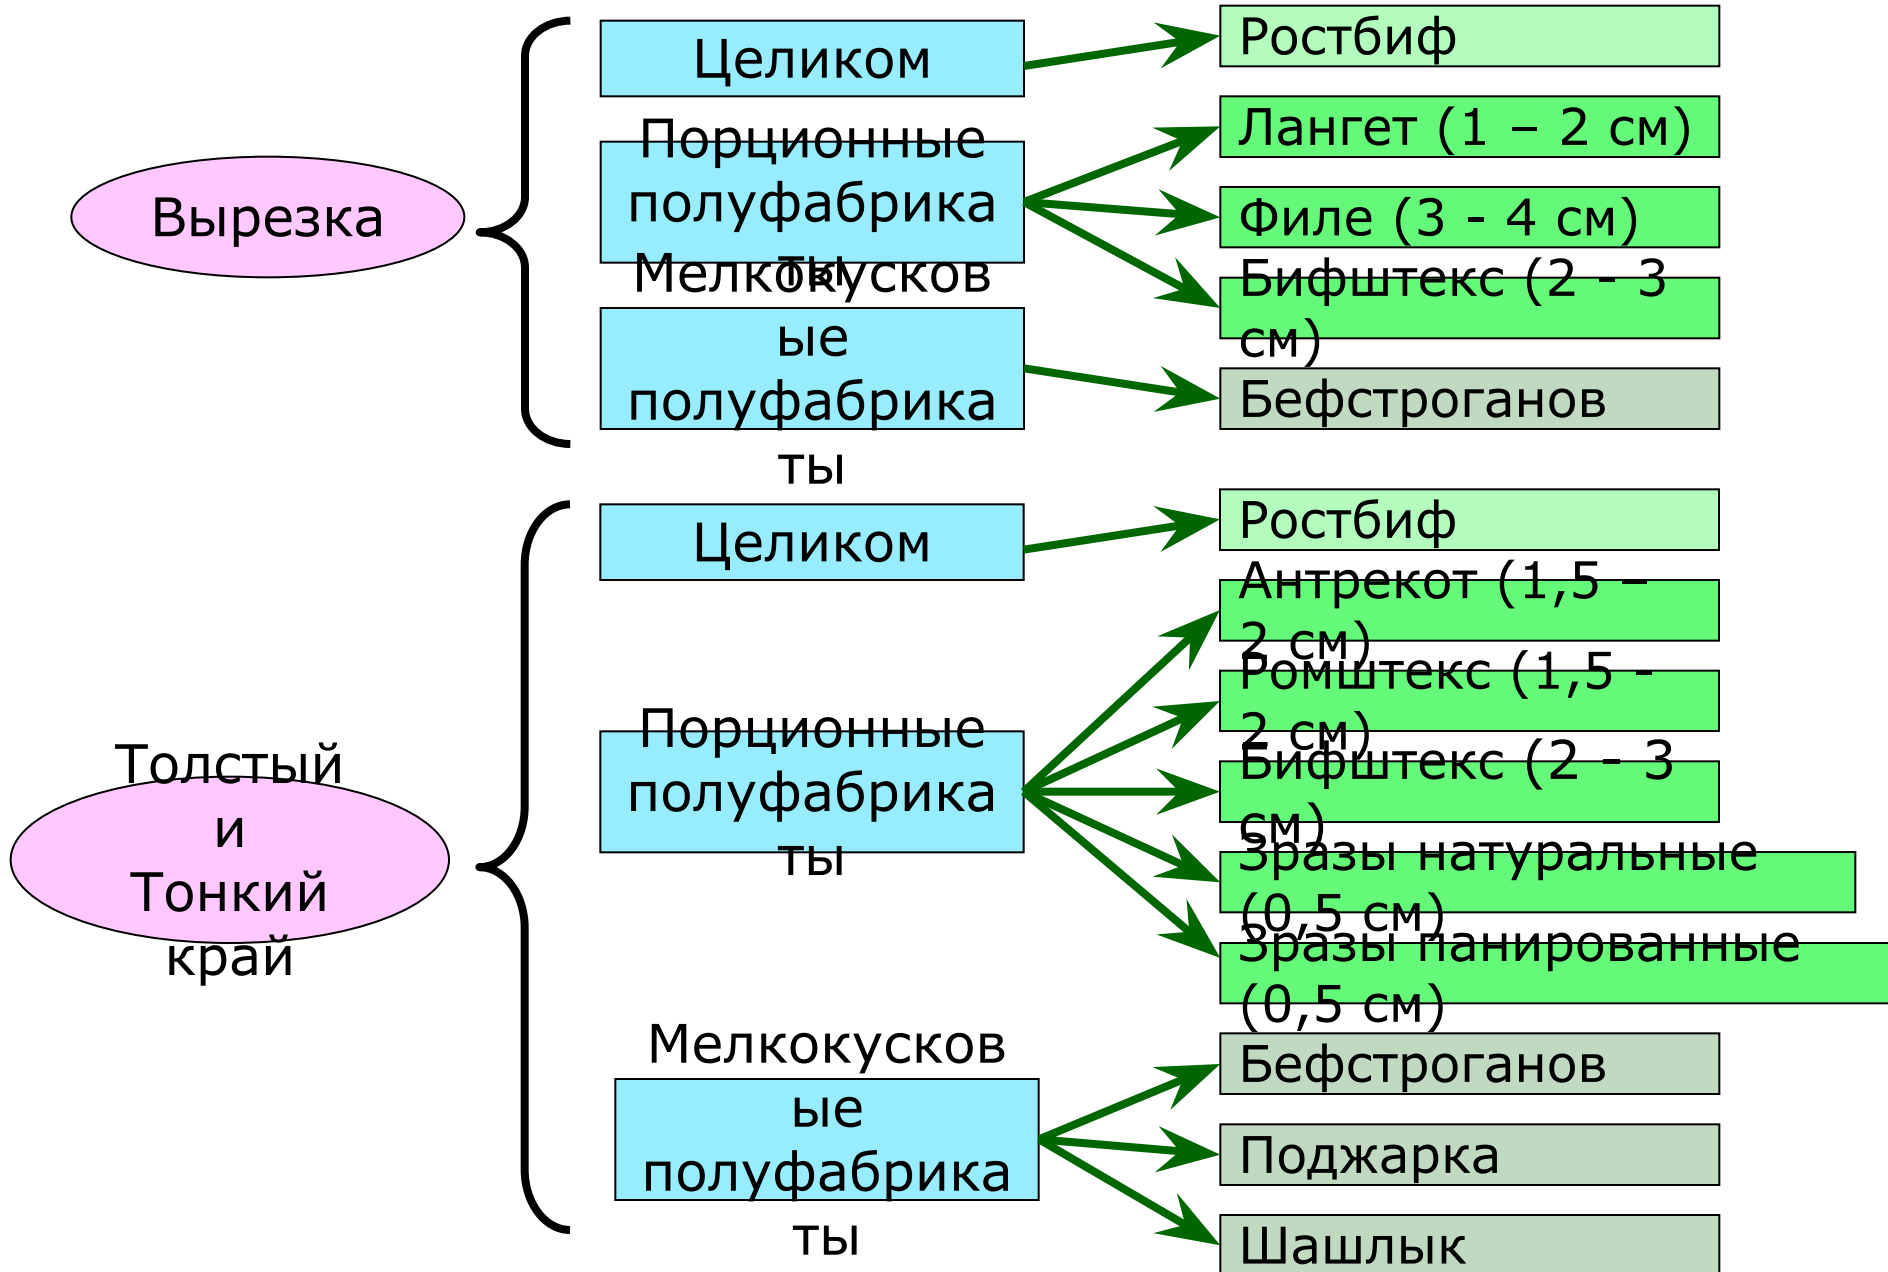 Вырезка
Целиком
Ростбиф
Порционные
полуфабрика
ты
Лангет (1 – 2 см)
Филе (3 - 4 см)
Бифштекс (2 - 3
см)
Мелкокусков
ые
полуфабрика
ты
Бефстроганов
Толстый
и
Тонкий
край
Целиком
Ростбиф
Порционные
полуфабрика
ты
Антрекот (1,5 –
2 см)
Ромштекс (1,5 -
2 см)
Бифштекс (2 - 3
см)
Зразы натуральные
(0,5 см)
Зразы панированные
(0,5 см)
Мелкокусков
ые
полуфабрика
ты
Бефстроганов
Поджарка
Шашлык